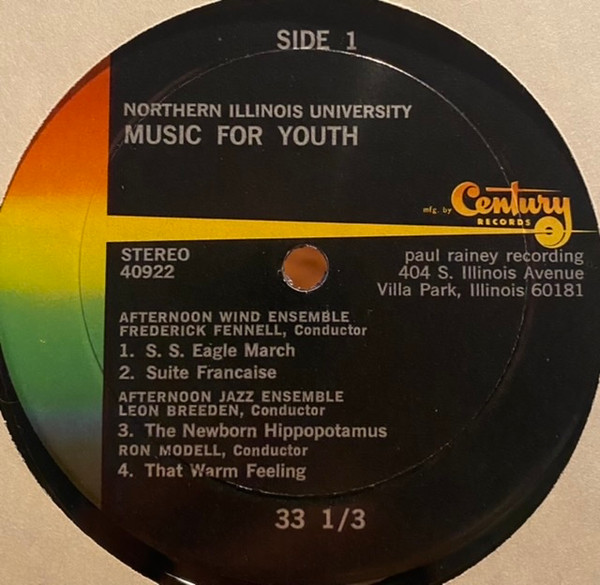 SIDE 1
NORTHERN ILLINOIS UNIVERSITY
MUSIC FOR YOUTH
mfg. by Century
RECORDS
STEREO
40922
paul rainey recording
404 S. Illinois Avenue
Villa Park, Illinois 60181
AFTERNOON WIND ENSEMBLE
FREDERICK FENNELL, Conductor
1. S. S. Eagle March
2. Suite Francaise
AFTERNOON JAZZ ENSEMBLE
LEON BREEDEN, Conductor
3. The Newborn Hippopotamus
RON MODELL, Conductor
4. That Warm Feeling
33 1/3